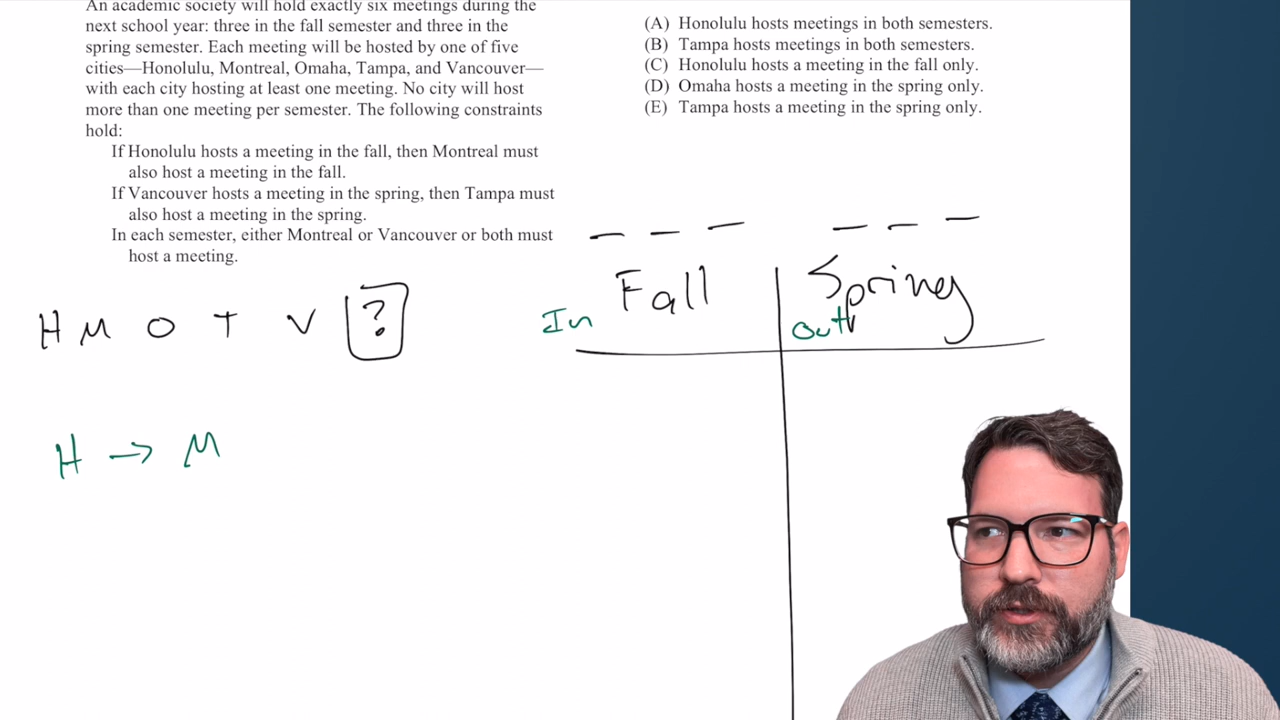 An academic society will hold exactly six meetings during the
next school year: three in the fall semester and three in the
spring semester. Each meeting will be hosted by one of five
cities—Honolulu, Montreal, Omaha, Tampa, and Vancouver—
with each city hosting at least one meeting. No city will host
more than one meeting per semester. The following constraints
hold:
If Honolulu hosts a meeting in the fall, then Montreal must
also host a meeting in the fall.
If Vancouver hosts a meeting in the spring, then Tampa must
also host a meeting in the spring.
In each semester, either Montreal or Vancouver or both must
host a meeting.
(A) Honolulu hosts meetings in both semesters.
(B) Tampa hosts meetings in both semesters.
(C) Honolulu hosts a meeting in the fall only.
(D) Omaha hosts a meeting in the spring only.
(E) Tampa hosts a meeting in the spring only.
Fall Spring
In Out
H M O T V ?
H → M